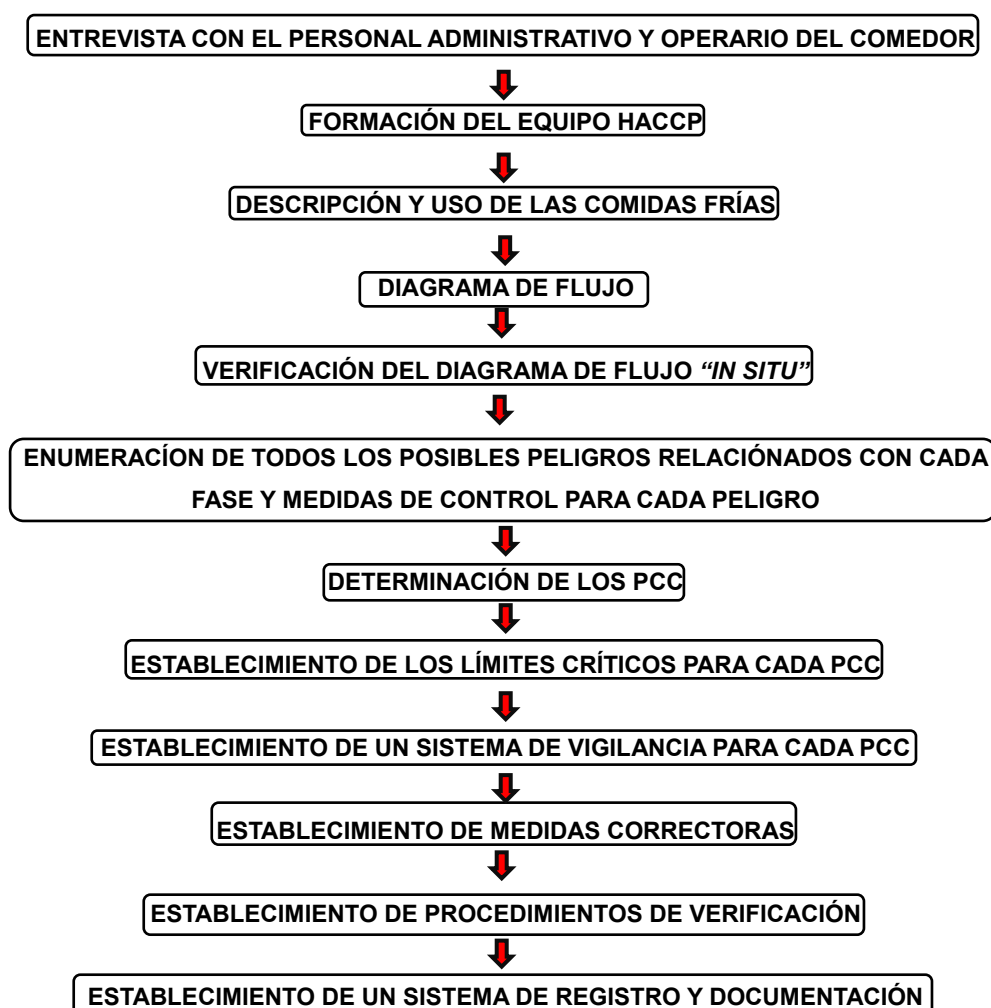 ENTREVISTA CON EL PERSONAL ADMINISTRATIVO Y OPERARIO DEL COMEDOR
FORMACIÓN DEL EQUIPO HACCP
DESCRIPCIÓN Y USO DE LAS COMIDAS FRÍAS
DIAGRAMA DE FLUJO
VERIFICACIÓN DEL DIAGRAMA DE FLUJO “IN SITU”
ENUMERACÍON DE TODOS LOS POSIBLES PELIGROS RELACIÓNADOS CON CADA
FASE Y MEDIDAS DE CONTROL PARA CADA PELIGRO
DETERMINACIÓN DE LOS PCC
ESTABLECIMIENTO DE LOS LÍMITES CRÍTICOS PARA CADA PCC
ESTABLECIMIENTO DE UN SISTEMA DE VIGILANCIA PARA CADA PCC
ESTABLECIMIENTO DE MEDIDAS CORRECTORAS
ESTABLECIMIENTO DE PROCEDIMIENTOS DE VERIFICACIÓN
ESTABLECIMIENTO DE UN SISTEMA DE REGISTRO Y DOCUMENTACIÓN